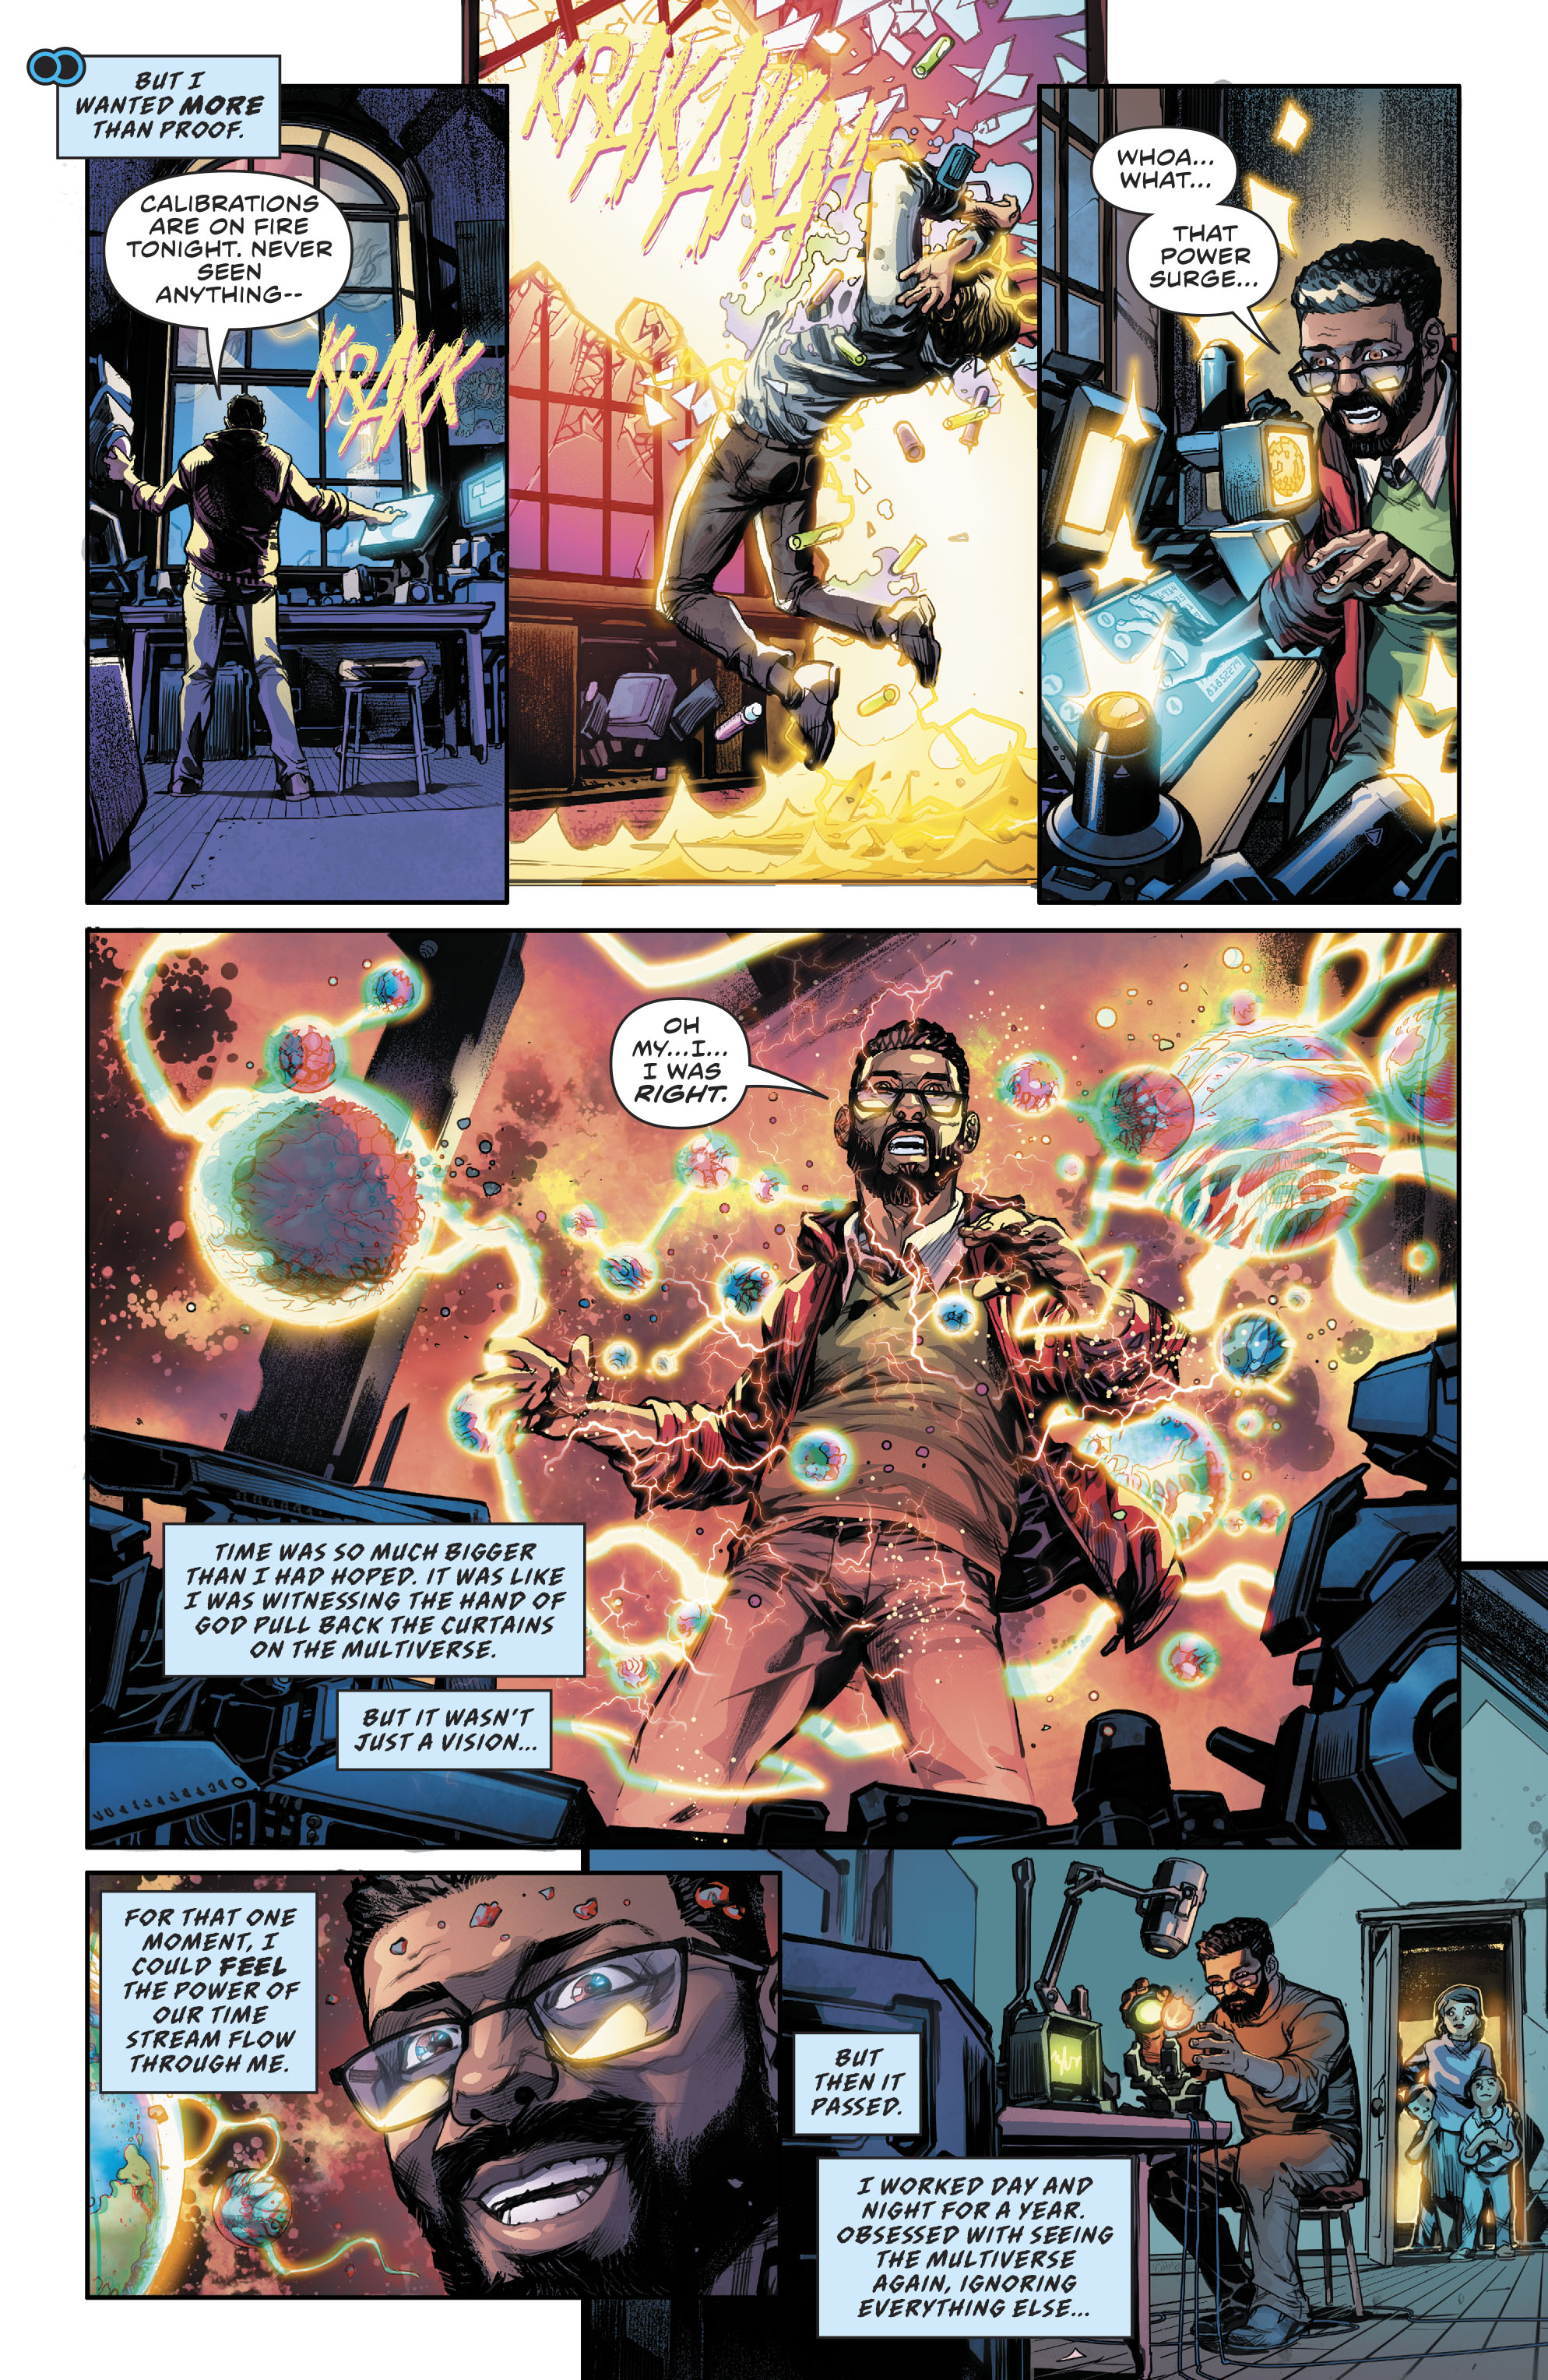 BUT I
WANTED MORE
THAN PROOF.
CALIBRATIONS
ARE ON FIRE
TONIGHT. NEVER
SEEN
ANYTHING--
KRAKK
KRAKAKAKAA
WHOA...
WHAT...
THAT
POWER
SURGE...
OH
MY...I...
I WAS
RIGHT.
TIME WAS SO MUCH BIGGER
THAN I HAD HOPED. IT WAS LIKE
I WAS WITNESSING THE HAND OF
GOD PULL BACK THE CURTAINS
ON THE MULTIVERSE.
BUT IT WASN'T
JUST A VISION...
FOR THAT ONE
MOMENT, I
COULD FEEL
THE POWER OF
OUR TIME
STREAM FLOW
THROUGH ME.
BUT
THEN IT
PASSED.
I WORKED DAY AND
NIGHT FOR A YEAR.
OBSESSED WITH SEEING
THE MULTIVERSE
AGAIN, IGNORING
EVERYTHING ELSE...